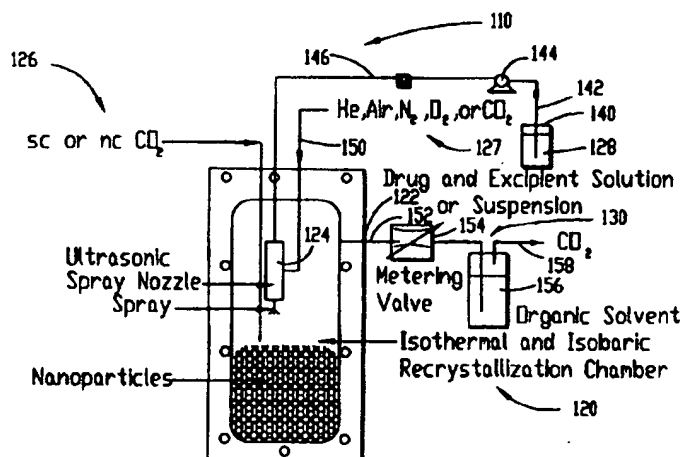 110
126
146
144
142
140
He, Air, N2, O2, or CO2
sc or nc CO2
150
127
128
Drug and Excipient Solution
or Suspension
122
152
154
130
124
CO2
158
Ultrasonic
Spray Nozzle
Metering
Valve
156
Spray
Organic Solvent
Isothermal and Isobaric
Recrystallization Chamber
Nanoparticles
120